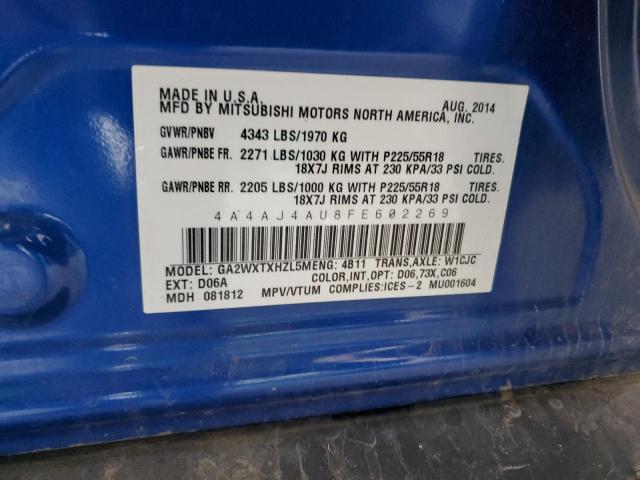 MADE IN U.S.A. AUG. 2014
MFD BY MITSUBISHI MOTORS NORTH AMERICA, INC.
GVWR/PNBV 4343 LBS/1970 KG
GAWR/PNBE FR. 2271 LBS/1030 KG WITH P225/55R18 TIRES.
18X7J RIMS AT 230 KPA/33 PSI COLD.
GAWR/PNBE RR. 2205 LBS/1000 KG WITH P225/55R18 TIRES.
18X7J RIMS AT 230 KPA/33 PSI COLD.
4A4AJ4AU8FE602269
MODEL: GA2WXTXHZL5MENG: 4B11 TRANS,AXLE: W1CJC
EXT: D06A COLOR,INT,OPT: D06,73X,C06
MDH 081812 MPV/VTUM COMPLIES:ICES-2 MU001604